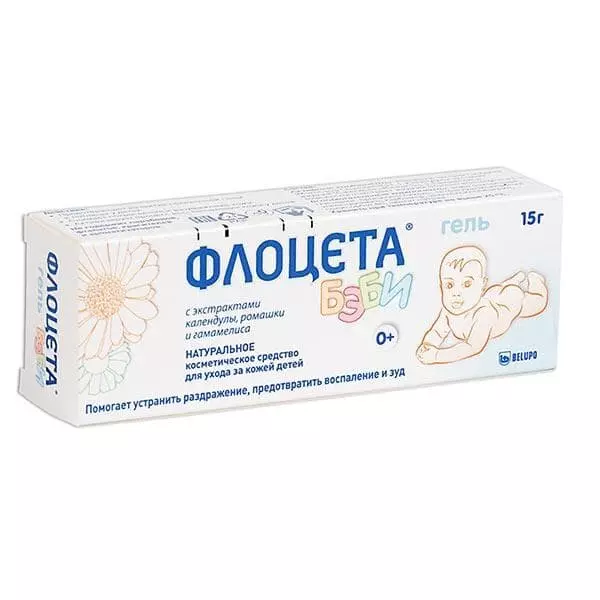 ФЛОЦЕТА®
БЭБИ
гель
15г
с экстрактами
календулы, ромашки
и гамамелиса
НАТУРАЛЬНОЕ
косметическое средство
для ухода за кожей детей
0+
BELUPO
Помогает устранить раздражение, предотвратить воспаление и зуд
ФЛОЦЕТА®
гель БЭБИ